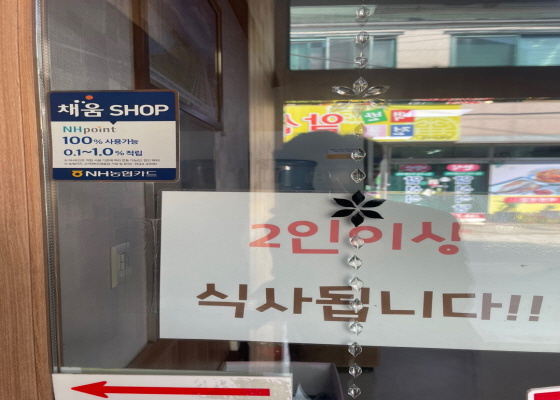 채움 SHOP
NHpoint
100% 사용가능
0.1~1.0% 적립
NH농협카드
2인이상
식사됩니다!!